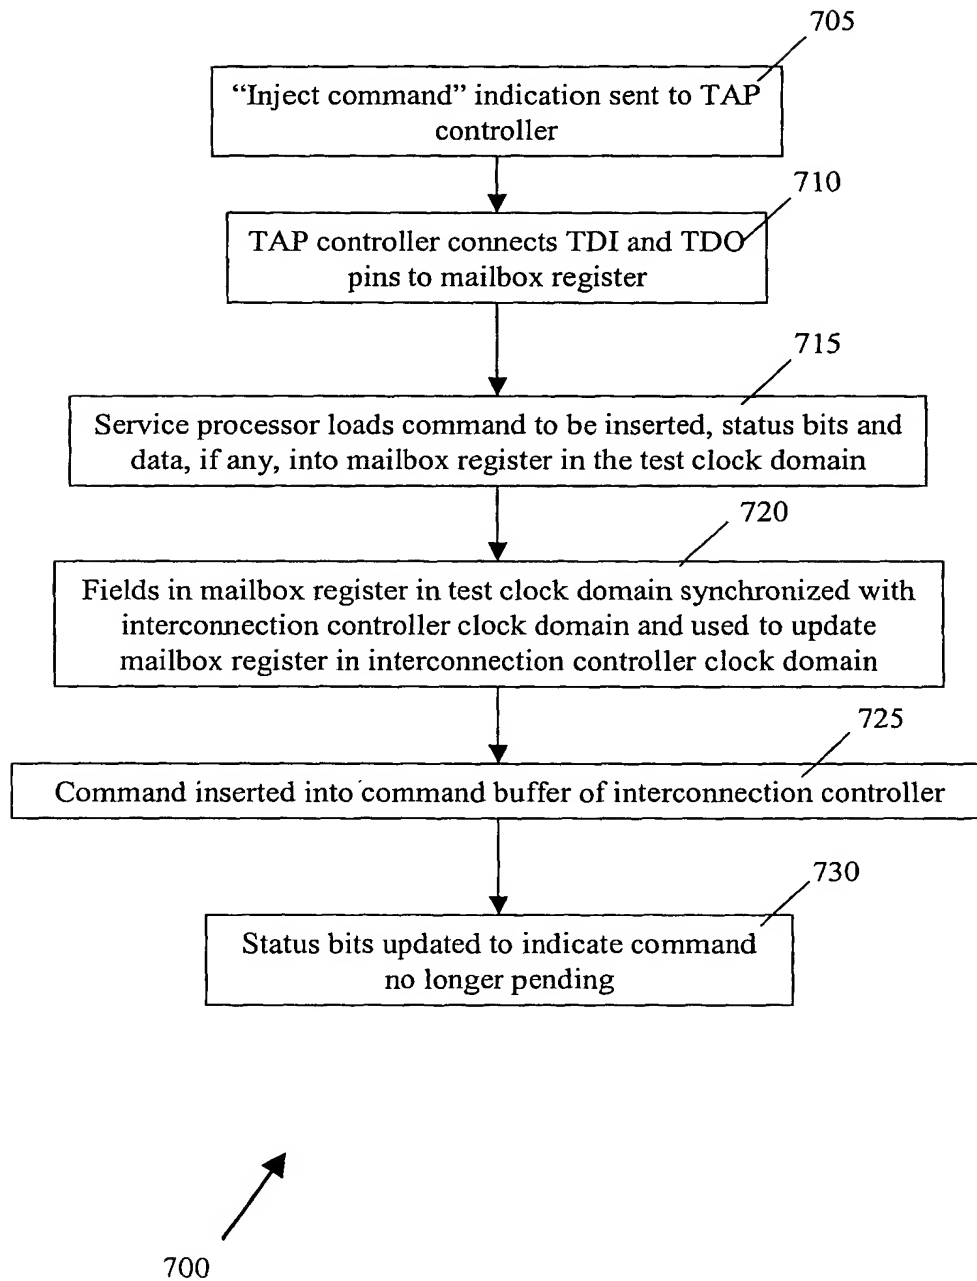 705
“Inject command” indication sent to TAP
controller
710
TAP controller connects TDI and TDO
pins to mailbox register
715
Service processor loads command to be inserted, status bits and
data, if any, into mailbox register in the test clock domain
720
Fields in mailbox register in test clock domain synchronized with
interconnection controller clock domain and used to update
mailbox register in interconnection controller clock domain
725
Command inserted into command buffer of interconnection controller
730
Status bits updated to indicate command
no longer pending
700